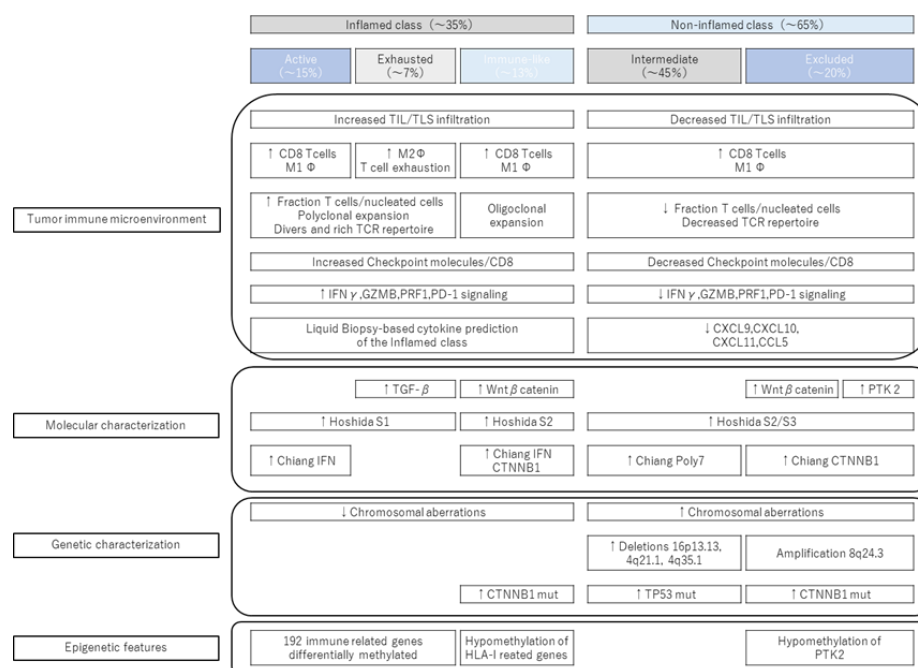 Inflamed class (～35%)
Non-inflamed class (～65%)
Active
(～15%)
Exhausted
(～7%)
Immune-like
(～13%)
Intermediate
(～45%)
Excluded
(～20%)
Tumor immune microenvironment
Increased TIL/TLS infiltration
Decreased TIL/TLS infiltration
↑ CD8 Tcells
M1 Φ
↑ M2Φ
T cell exhaustion
↑ CD8 Tcells
M1 Φ
↑ CD8 Tcells
M1 Φ
↑ Fraction T cells/nucleated cells
Polyclonal expansion
Divers and rich TCR repertoire
Oligoclonal
expansion
↓ Fraction T cells/nucleated cells
Decreased TCR repertoire
Increased Checkpoint molecules/CD8
Decreased Checkpoint molecules/CD8
↑ IFN γ ,GZMB,PRF1,PD-1 signaling
↓ IFN γ ,GZMB,PRF1,PD-1 signaling
Liquid Biopsy-based cytokine prediction
of the Inflamed class
↓ CXCL9,CXCL10,
CXCL11,CCL5
Molecular characterization
↑ TGF-β
↑ Wnt β catenin
↑ Wnt β catenin
↑ PTK 2
↑ Hoshida S1
↑ Hoshida S2
↑ Hoshida S2/S3
↑ Chiang IFN
↑ Chiang IFN
CTNNB1
↑ Chiang Poly7
↑ Chiang CTNNB1
Genetic characterization
↓ Chromosomal aberrations
↑ Chromosomal aberrations
↑ Deletions 16p13.13,
4q21.1, 4q35.1
Amplification 8q24.3
↑ CTNNB1 mut
↑ TP53 mut
↑ CTNNB1 mut
Epigenetic features
192 immune related genes
differentially methylated
Hypomethylation of
HLA-I reated genes
Hypomethylation of
PTK2